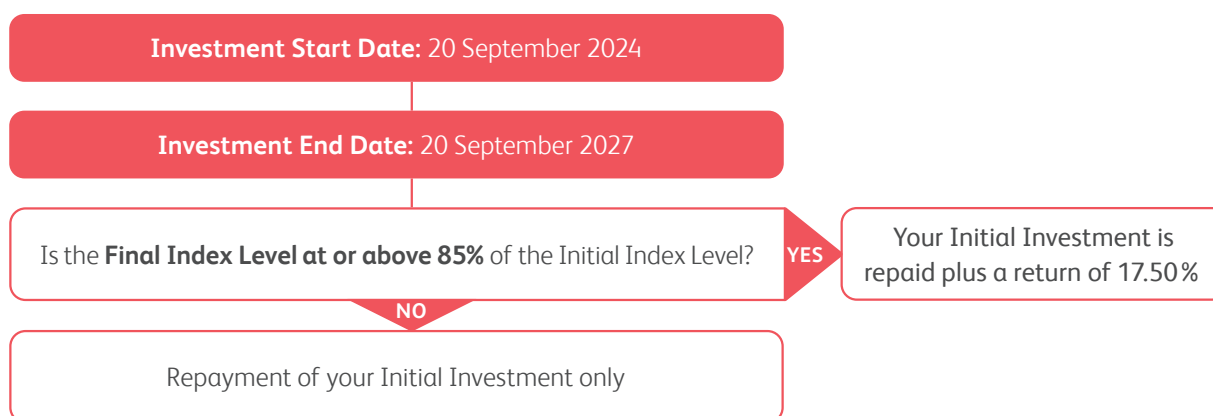 Investment Start Date: 20 September 2024
Investment End Date: 20 September 2027
Is the Final Index Level at or above 85% of the Initial Index Level?
YES
Your Initial Investment is
repaid plus a return of 17.50%
NO
Repayment of your Initial Investment only